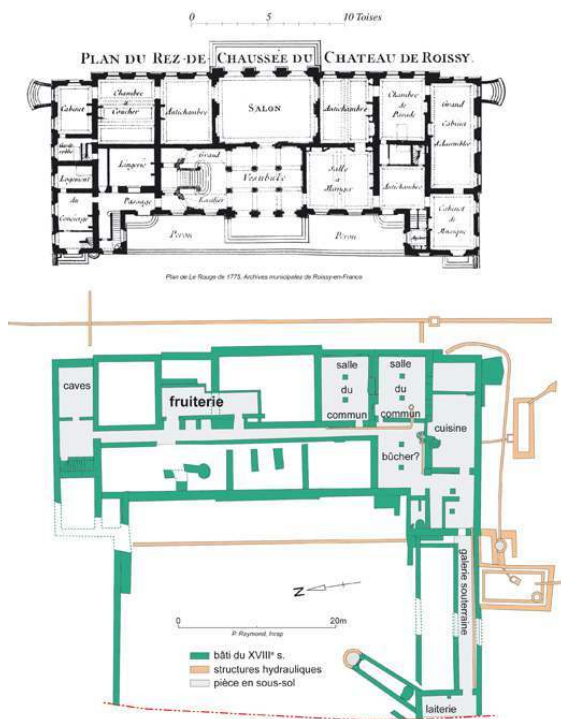 0 5 10 Toises
PLAN DU REZ-DE-CHAUSSÉE DU CHATEAU DE ROISSY.
Cabinet
Chambre
à
Coucher
Antichambre
SALON
Antichambre
Chambre
de
Parade
Grand
Cabinet
d'Assemblée
Logement
du
Concierge
Lingerie
Passage
Grand
Escalier
Vestibule
Salle
à
Manger
Antichambre
Cabinet
de
Musique
Peron
Peron
Plan de Le Rouge de 1775, Archives municipales de Roissy-en-France
caves
fruiterie
salle
du
commun
salle
du
commun
cuisine
bûcher?
galerie souterraine
laiterie
N
0 20m
P. Raymond, Inrap
bâti du XVIIIe s.
structures hydrauliques
pièce en sous-sol